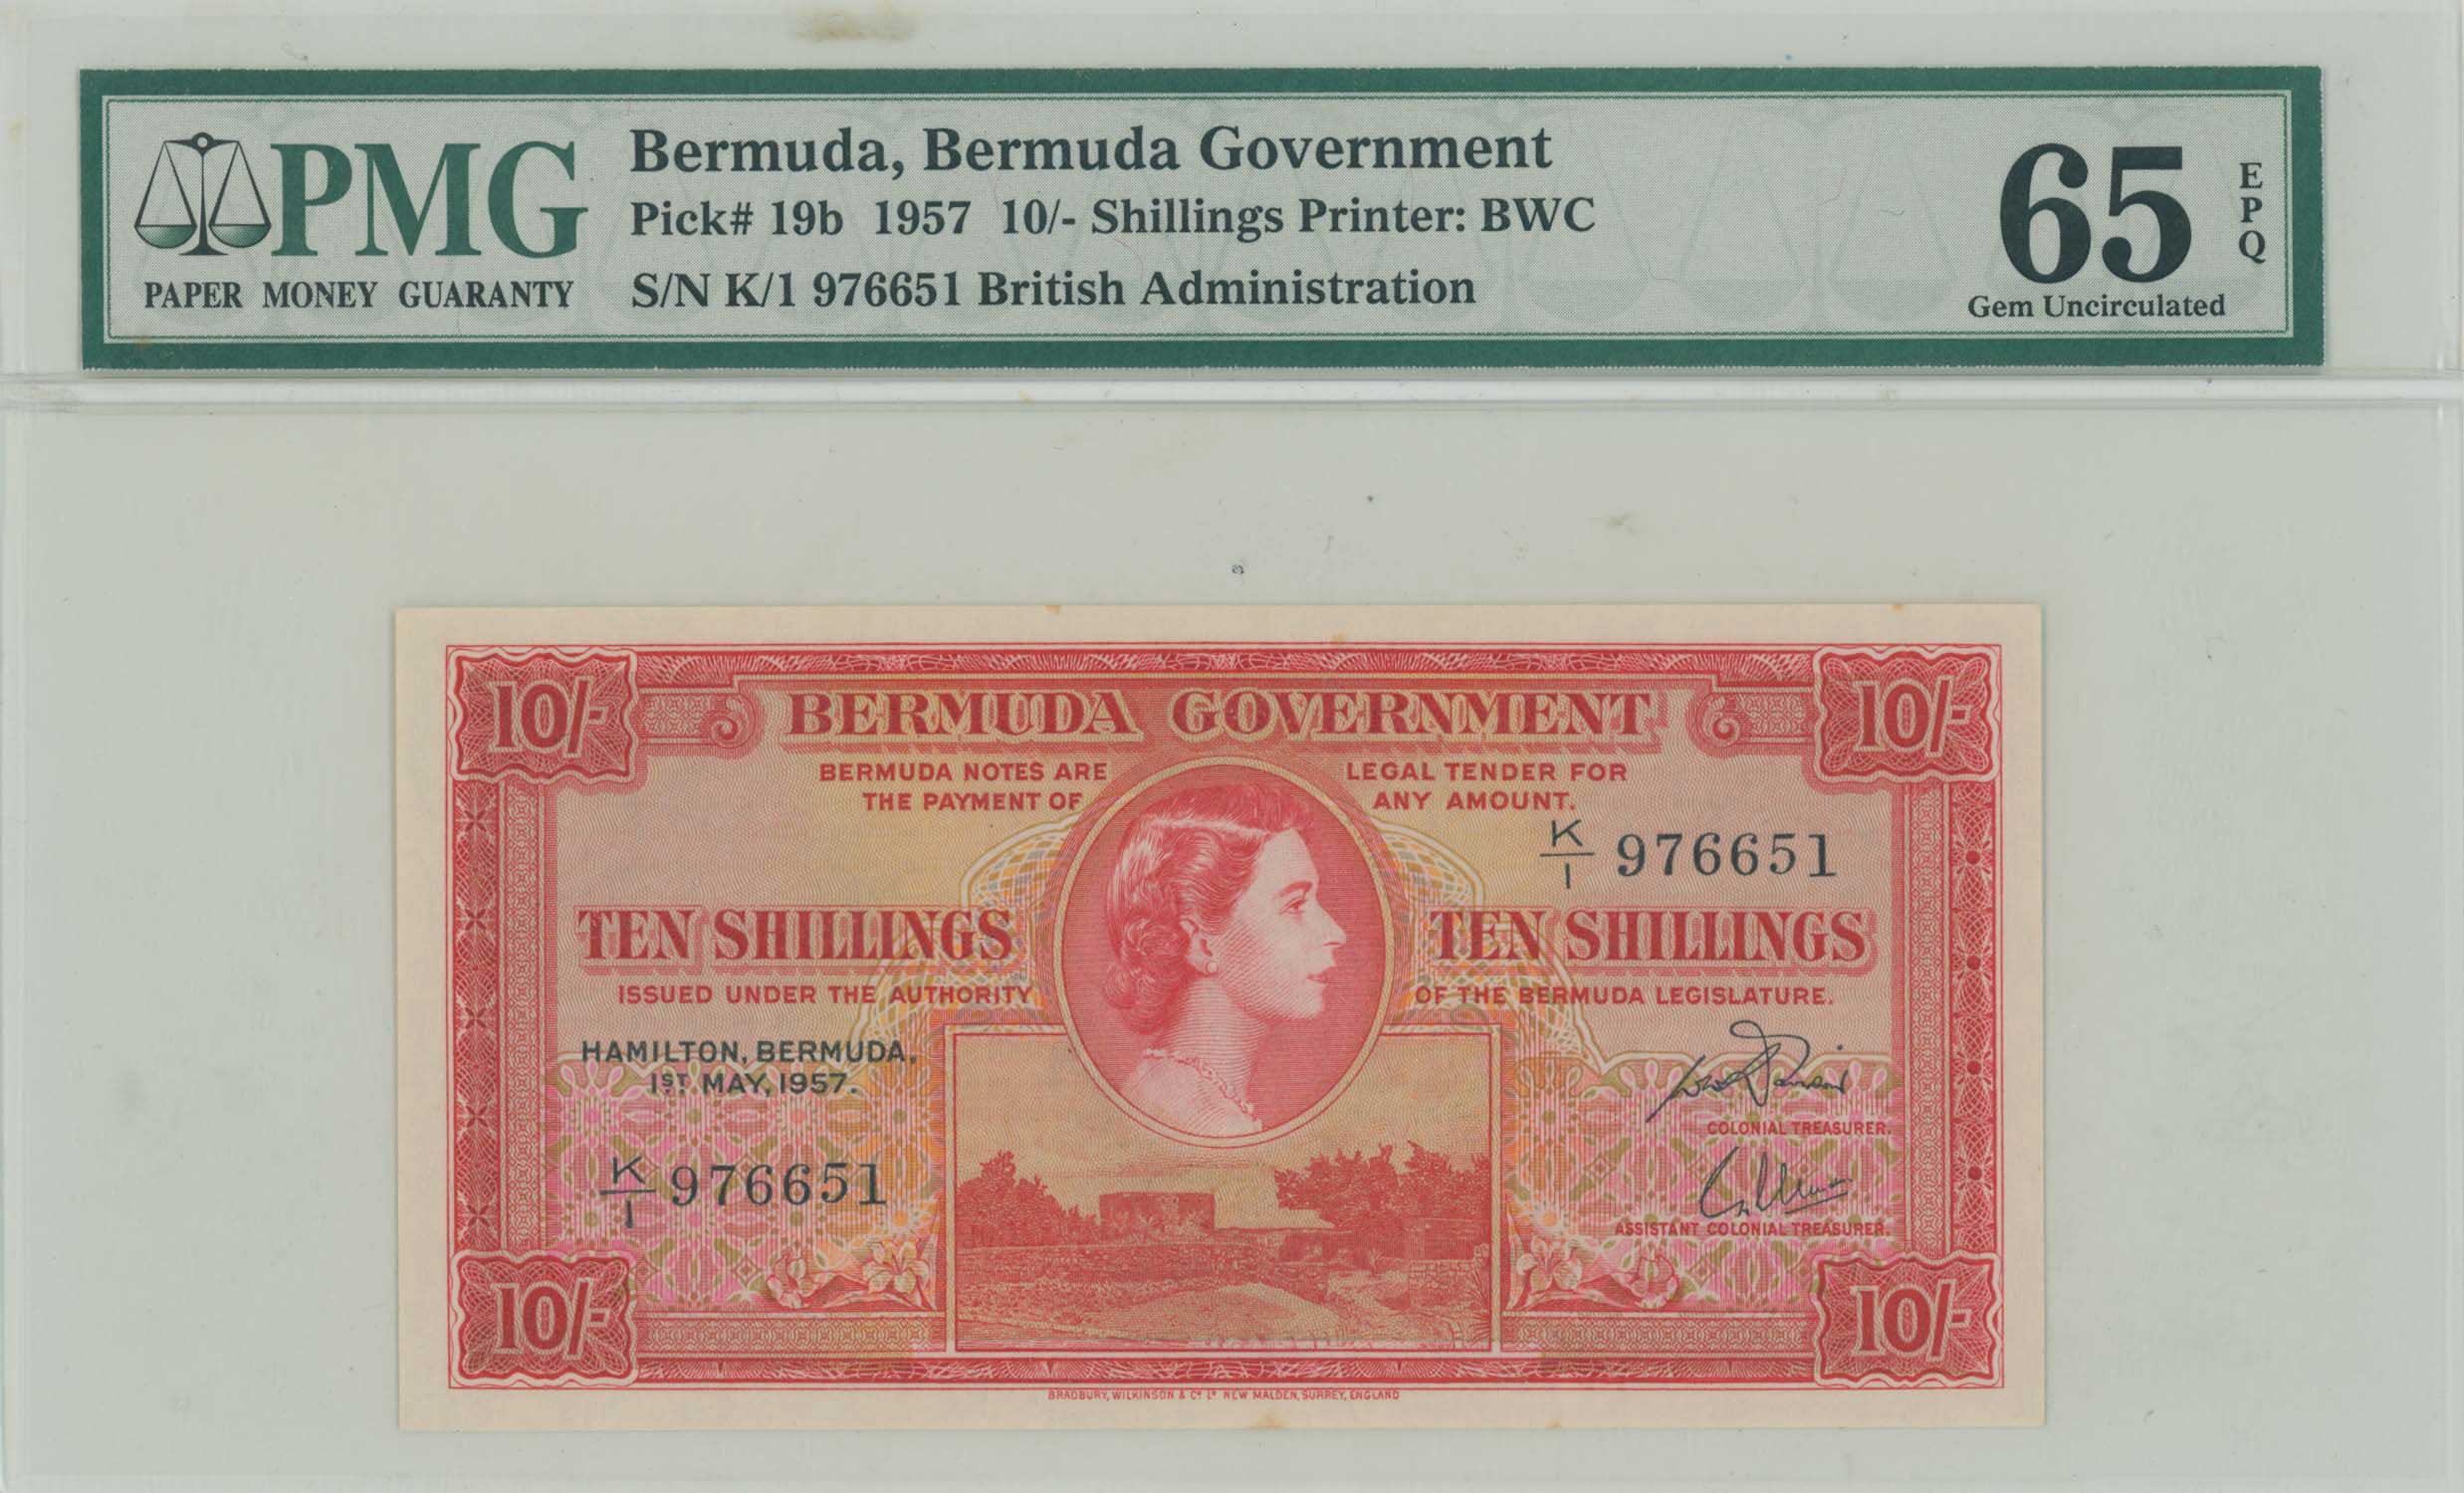 PMG
PAPER MONEY GUARANTY
Bermuda, Bermuda Government
Pick# 19b 1957 10/- Shillings Printer: BWC
S/N K/1 976651 British Administration
65
EPQ
Gem Uncirculated
10/- BERMUDA GOVERNMENT 10/-
BERMUDA NOTES ARE LEGAL TENDER FOR
THE PAYMENT OF ANY AMOUNT.
K/1 976651
TEN SHILLINGS TEN SHILLINGS
ISSUED UNDER THE AUTHORITY OF THE BERMUDA LEGISLATURE.
HAMILTON, BERMUDA,
1ST MAY, 1957.
COLONIAL TREASURER.
K/1 976651
ASSISTANT COLONIAL TREASURER.
10/- 10/-
BRADBURY, WILKINSON & Co Ld NEW MALDEN, SURREY, ENGLAND